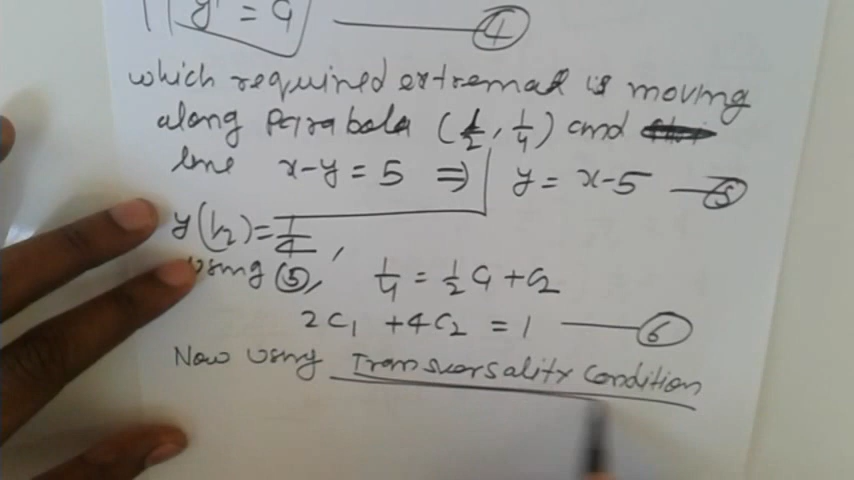 y' = C₁ —— ④
which required extremal is moving
along Parabola (1/2, 1/4) and
line x-y = 5 ⇒ y = x-5 —— ⑤
y(1/2) = 1/4,
using ⑤, 1/4 = 1/2 C₁ + C₂
2C₁ + 4C₂ = 1 —— ⑥
Now Using Transversality Condition